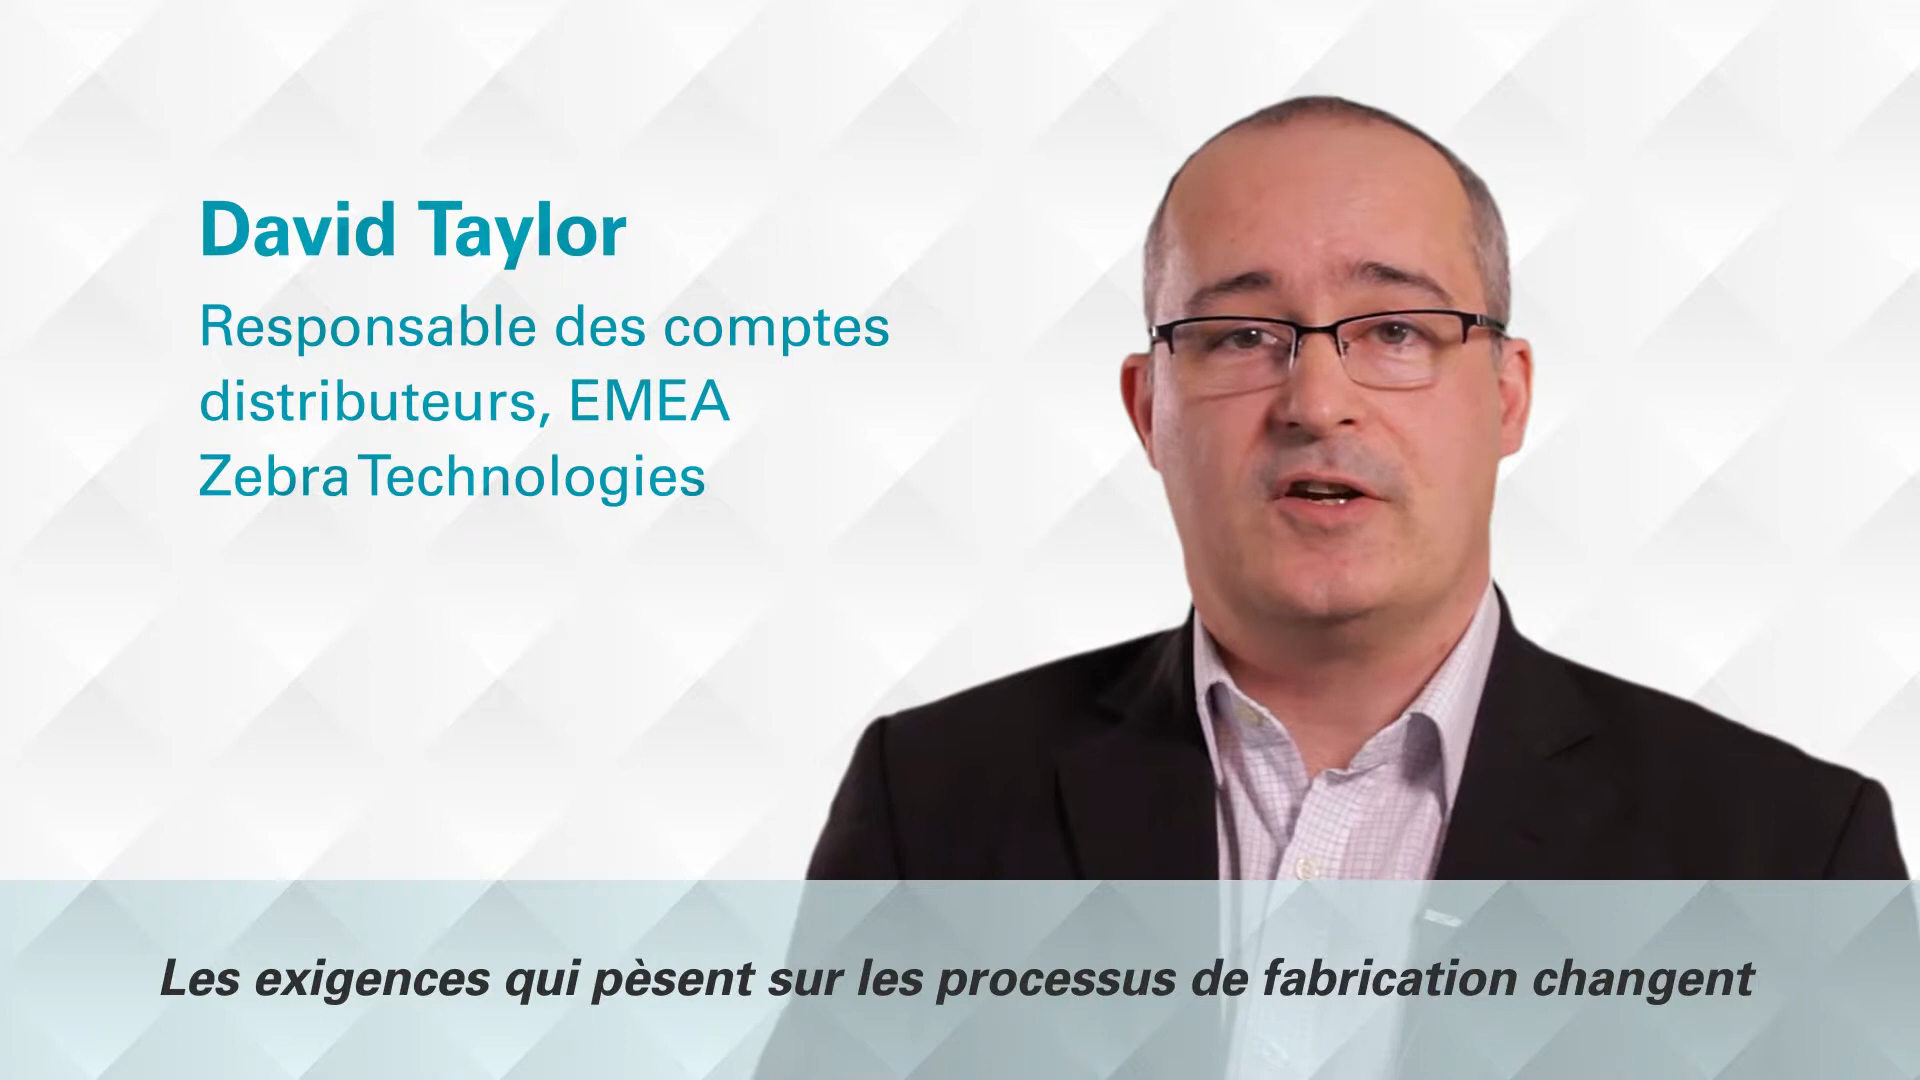 David Taylor
Responsable des comptes
distributeurs, EMEA
Zebra Technologies
Les exigences qui pèsent sur les processus de fabrication changent